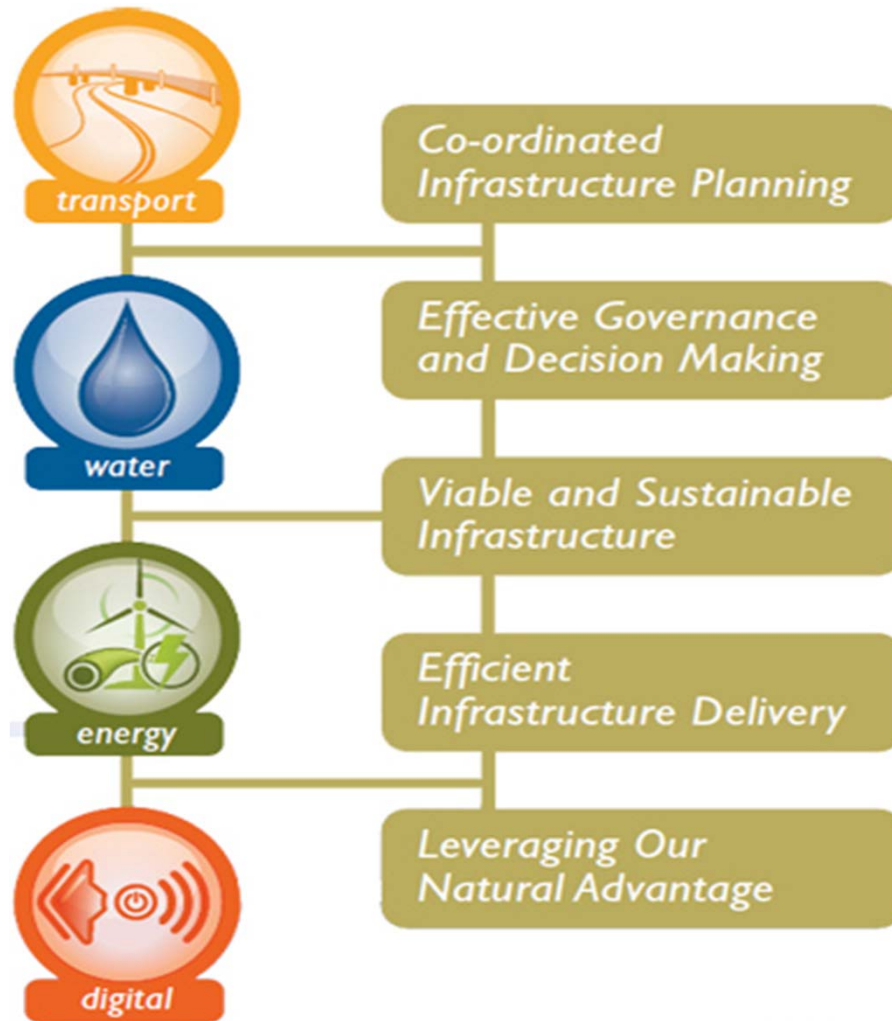 transport
water
energy
digital
Co-ordinated
Infrastructure Planning
Effective Governance
and Decision Making
Viable and Sustainable
Infrastructure
Efficient
Infrastructure Delivery
Leveraging Our
Natural Advantage